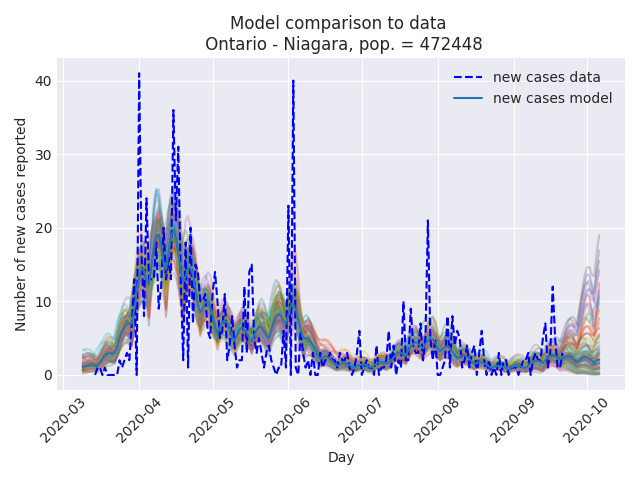 Model comparison to data
Ontario - Niagara, pop. = 472448
new cases data
new cases model
Number of new cases reported
40
30
20
10
0
2020-03
2020-04
2020-05
2020-06
2020-07
2020-08
2020-09
2020-10
Day